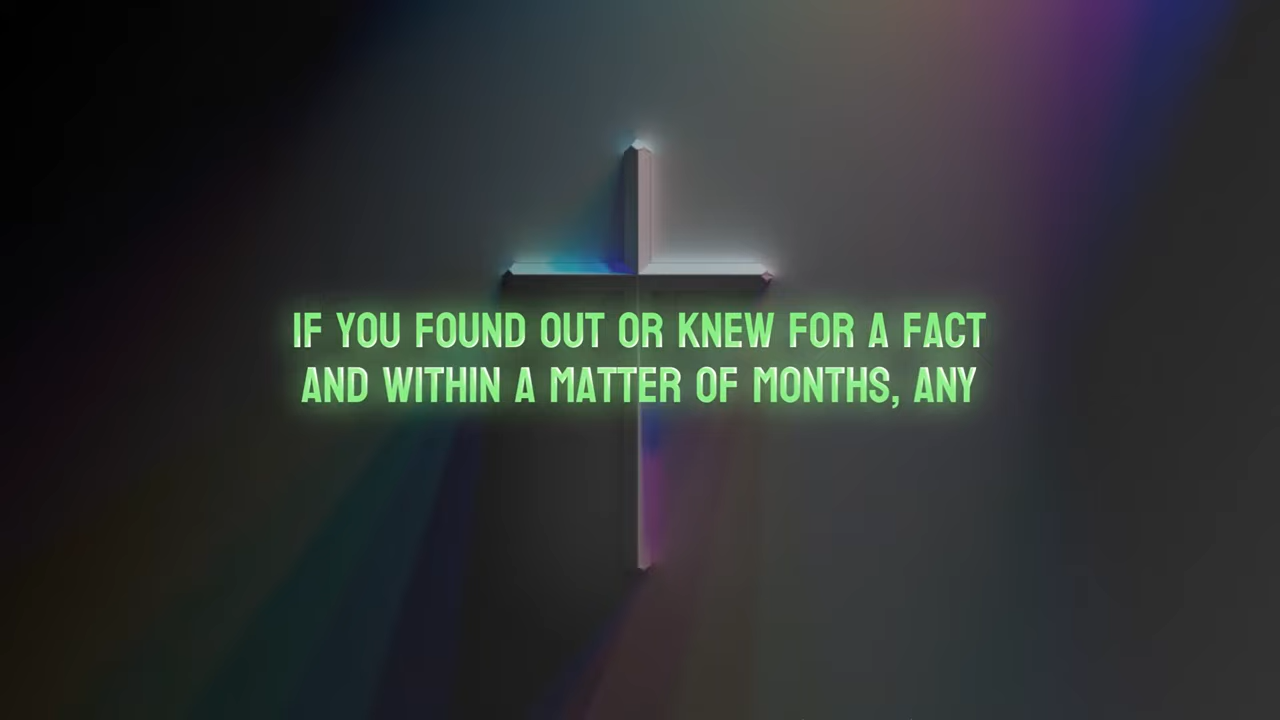 IF YOU FOUND OUT OR KNEW FOR A FACT
AND WITHIN A MATTER OF MONTHS, ANY